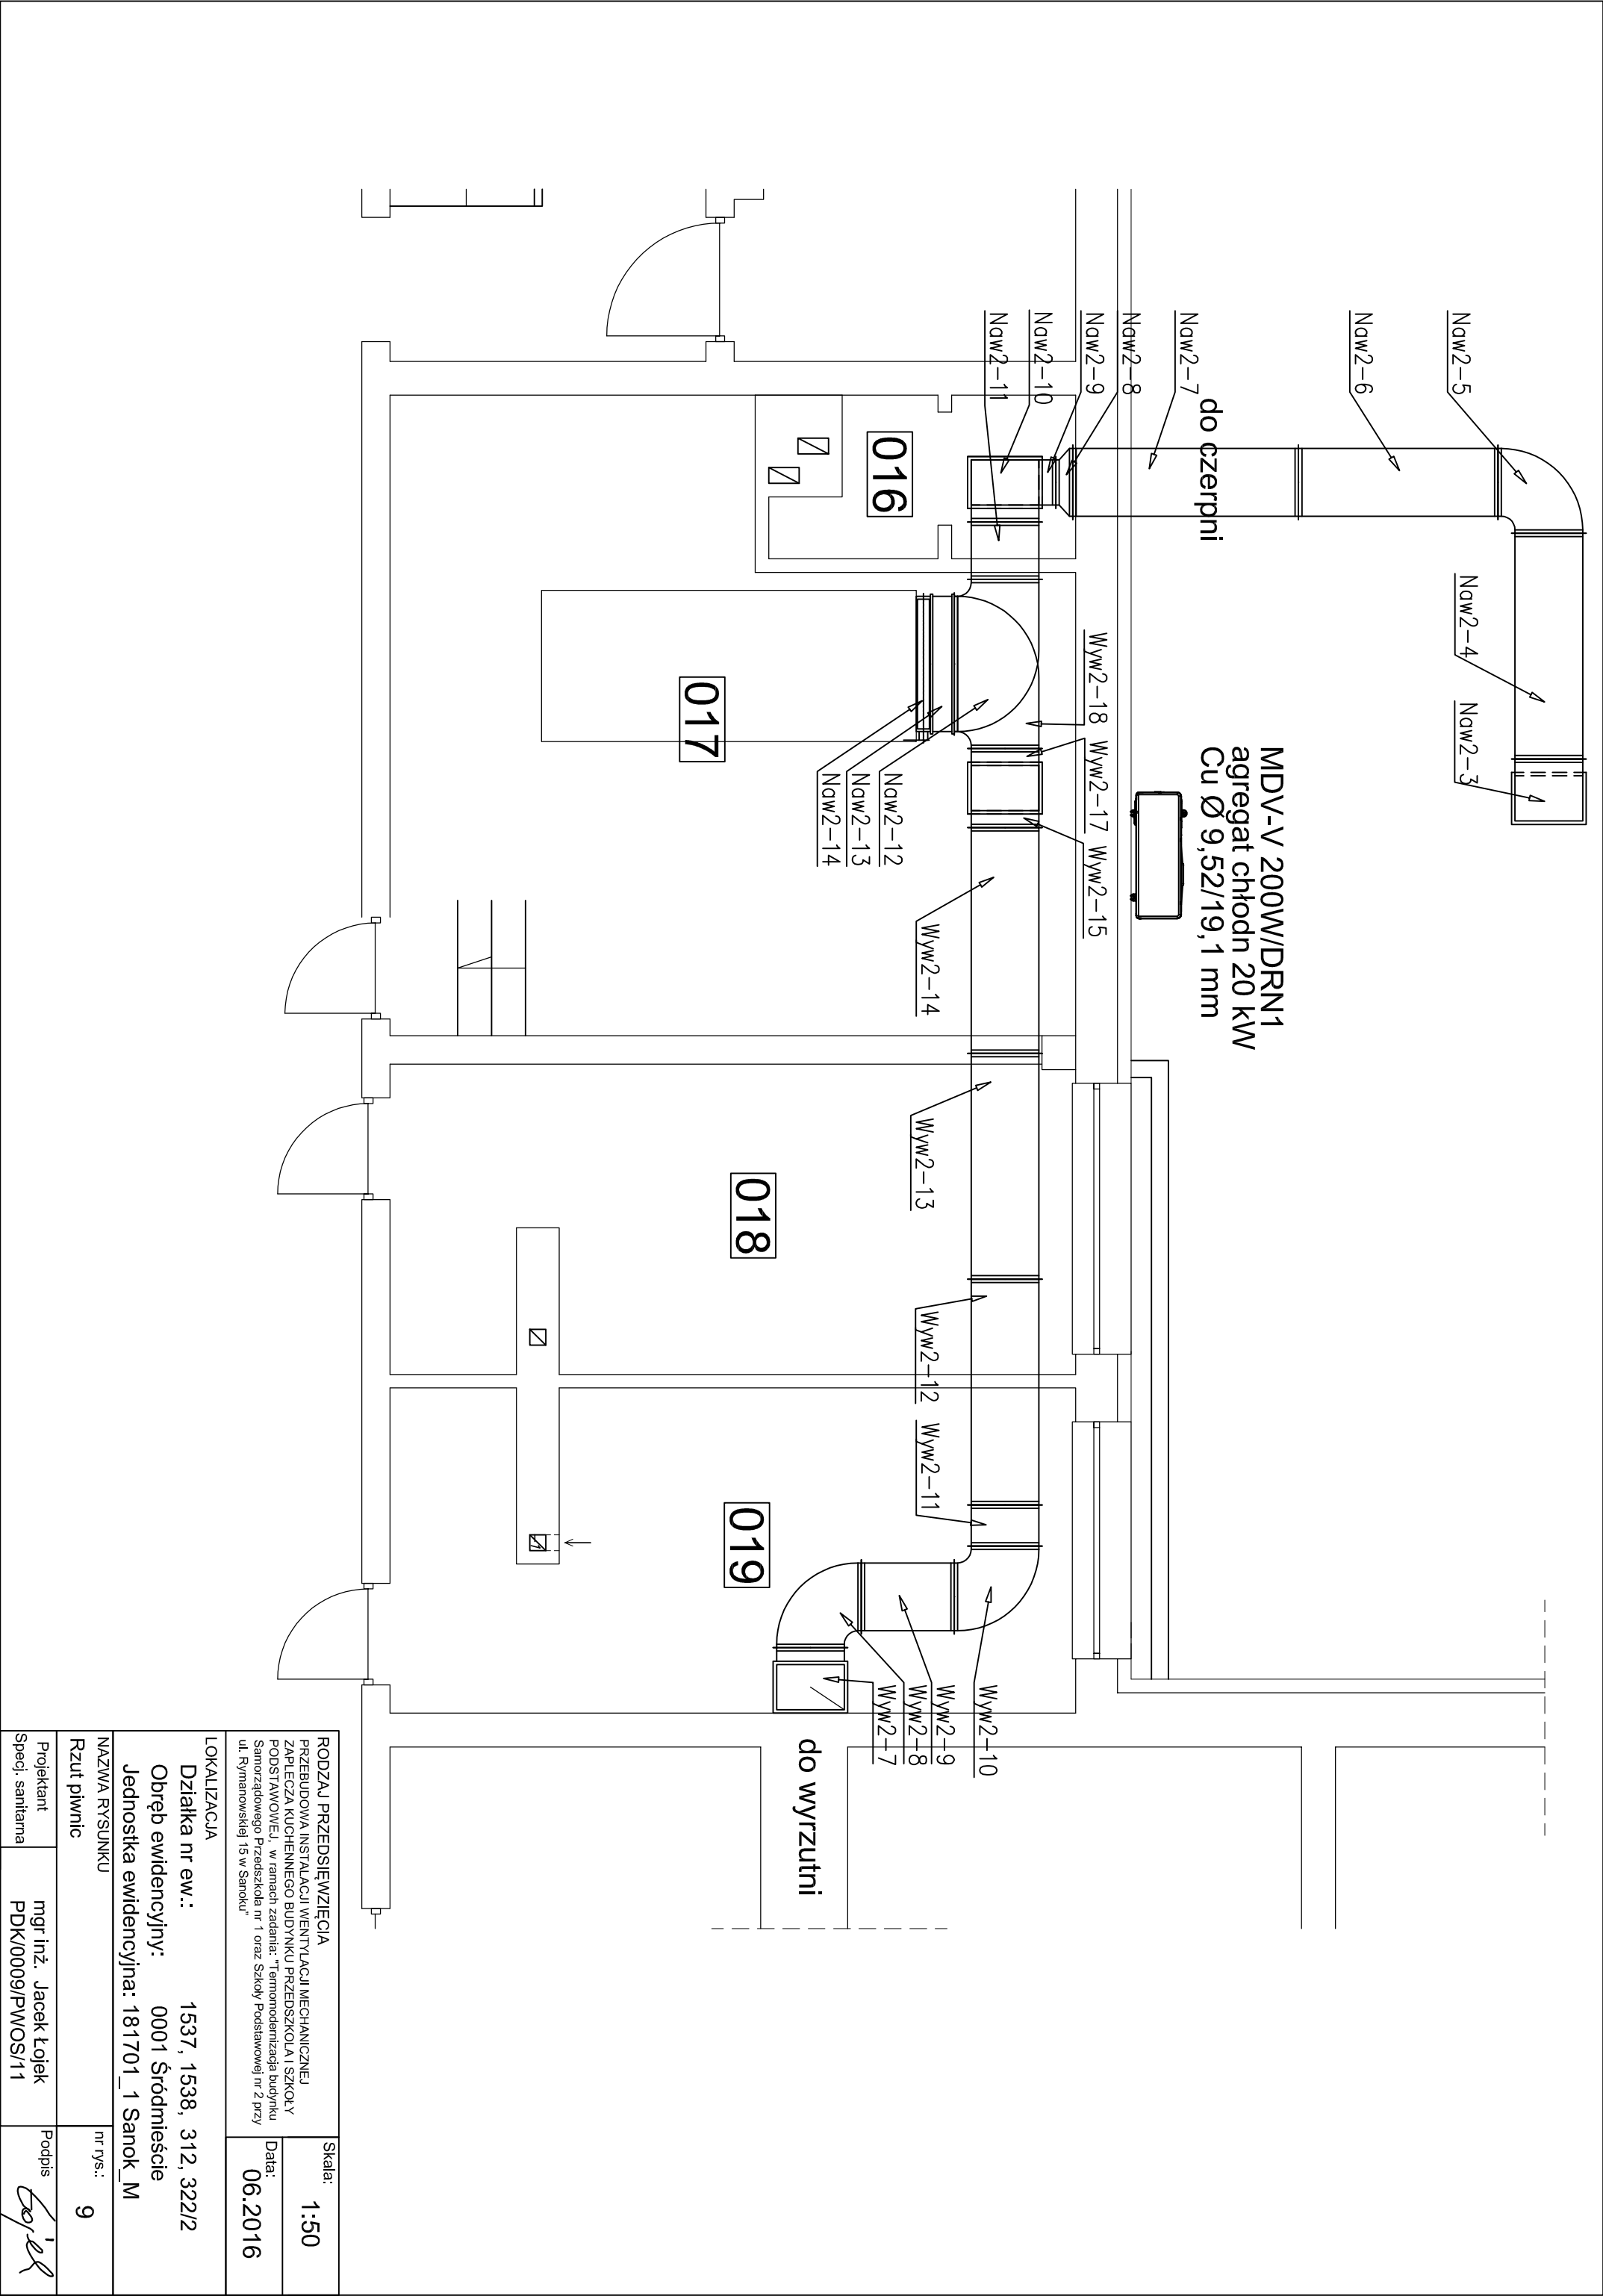 Naw2-5
Naw2-6
Naw2-7
Naw2-8
Naw2-9
Naw2-10
Naw2-11
do czerpni
Naw2-4
Naw2-3
MDV-V 200W/DRN1
agregat chłodn 20 kW
Cu Ø 9,52/19,1 mm
016
017
018
019
Wyw2-18
Wyw2-17
Wyw2-15
Naw2-12
Naw2-13
Naw2-14
Wyw2-14
Wyw2-13
Wyw2-12
Wyw2-11
Wyw2-10
Wyw2-9
Wyw2-8
Wyw2-7
do wyrzutni
RODZAJ PRZEDSIĘWZIĘCIA
PRZEBUDOWA INSTALACJI WENTYLACJI MECHANICZNEJ
ZAPLECZA KUCHENNEGO BUDYNKU PRZEDSZKOLA I SZKOŁY
PODSTAWOWEJ, w ramach zadania: "Termomodernizacja budynku
Samorządowego Przedszkola nr 1 oraz Szkoły Podstawowej nr 2 przy
ul. Rymanowskiej 15 w Sanoku"
Skala:
1:50
Data:
06.2016
LOKALIZACJA
Działka nr ew.: 1537, 1538, 312, 322/2
Obręb ewidencyjny: 0001 Śródmieście
Jednostka ewidencyjna: 181701_1 Sanok_M
NAZWA RYSUNKU
Rzut piwnic
nr rys.:
9
Projektant
Specj. sanitarna
mgr inż. Jacek Łojek
PDK/0009/PWOS/11
Podpis